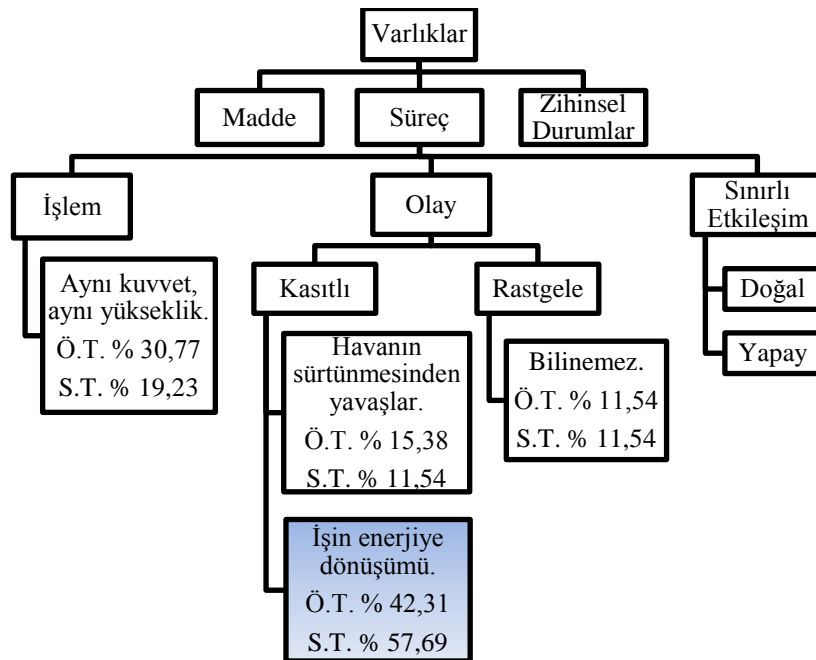 Varlıklar
Madde
Süreç
Zihinsel
Durumlar
İşlem
Olay
Sınırlı
Etkileşim
Aynı kuvvet,
aynı yükseklik.
Ö.T. % 30,77
S.T. % 19,23
Kasıtlı
Rastgele
Doğal
Yapay
Havanın
sürtünmesinden
yavaşlar.
Ö.T. % 15,38
S.T. % 11,54
Bilinemez.
Ö.T. % 11,54
S.T. % 11,54
İşin enerjiye
dönüşümü.
Ö.T. % 42,31
S.T. % 57,69